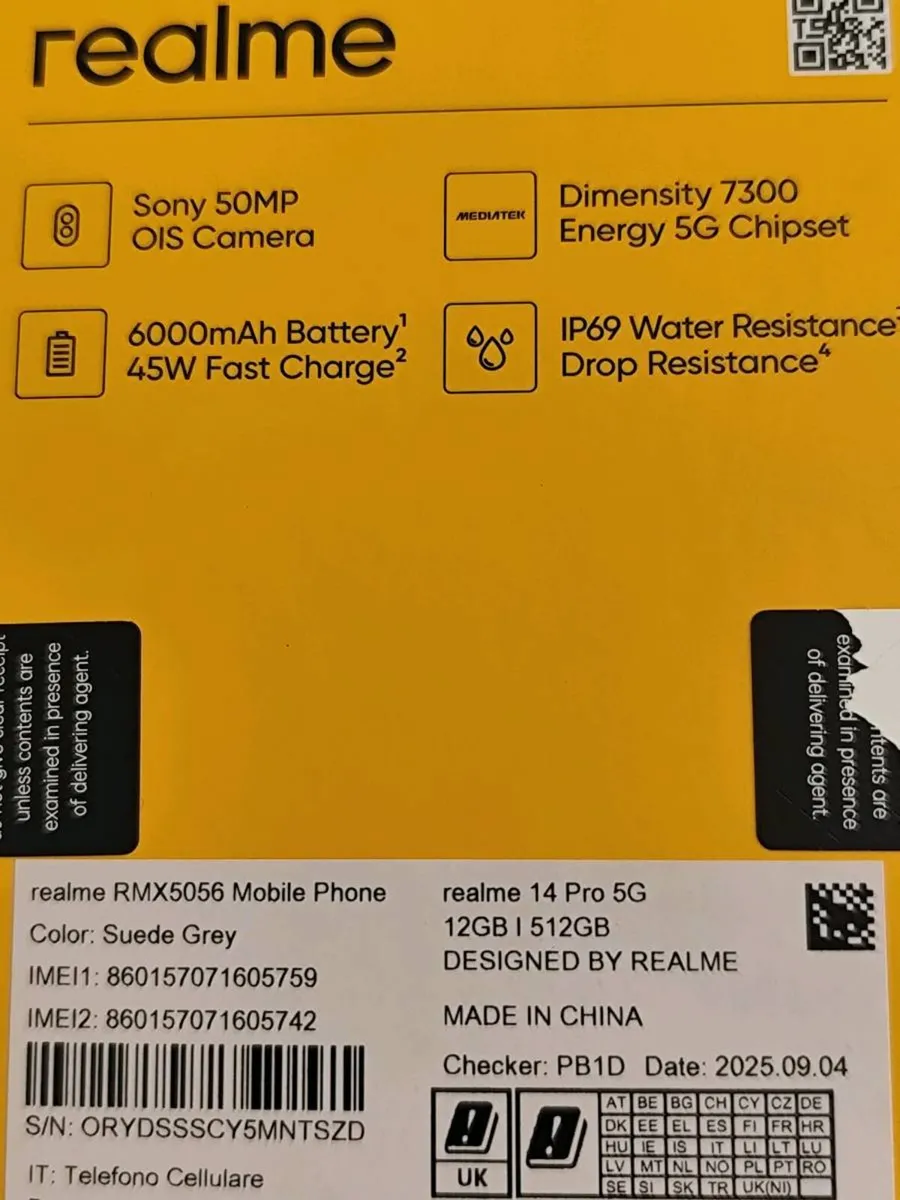 realme
Sony 50MP
OIS Camera
MEDIATEK
Dimensity 7300
Energy 5G Chipset
6000mAh Battery¹
45W Fast Charge²
IP69 Water Resistance
Drop Resistance⁴
unless contents are
examined in presence
of delivering agent.
examined in presence
of delivering agent.
realme RMX5056 Mobile Phone
Color: Suede Grey
IMEI1: 860157071605759
IMEI2: 860157071605742
S/N: ORYDSSSCY5MNTSZD
IT: Telefono Cellulare
realme 14 Pro 5G
12GB | 512GB
DESIGNED BY REALME
MADE IN CHINA
Checker: PB1D Date: 2025.09.04
UK
AT BE BG CH CY CZ DE
DK EE EL ES FI FR HR
HU IE IS IT LI LT LU
LV MT NL NO PL PT RO
SE SI SK TR UK(NI)